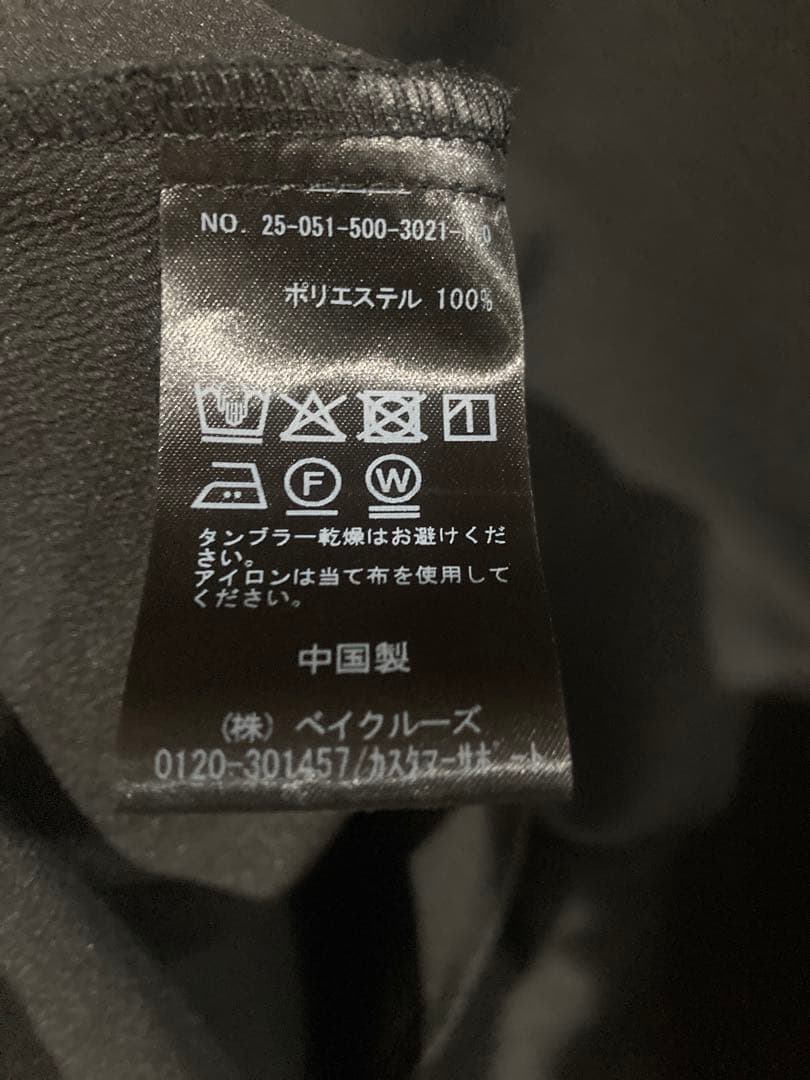 NO. 25-051-500-3021-
ポリエステル 100%
F W
タンブラー乾燥はお避けくだ
さい。
アイロンは当て布を使用して
ください。
中国製
(株) ベイクルーズ
0120-301457/カスタマーサポート